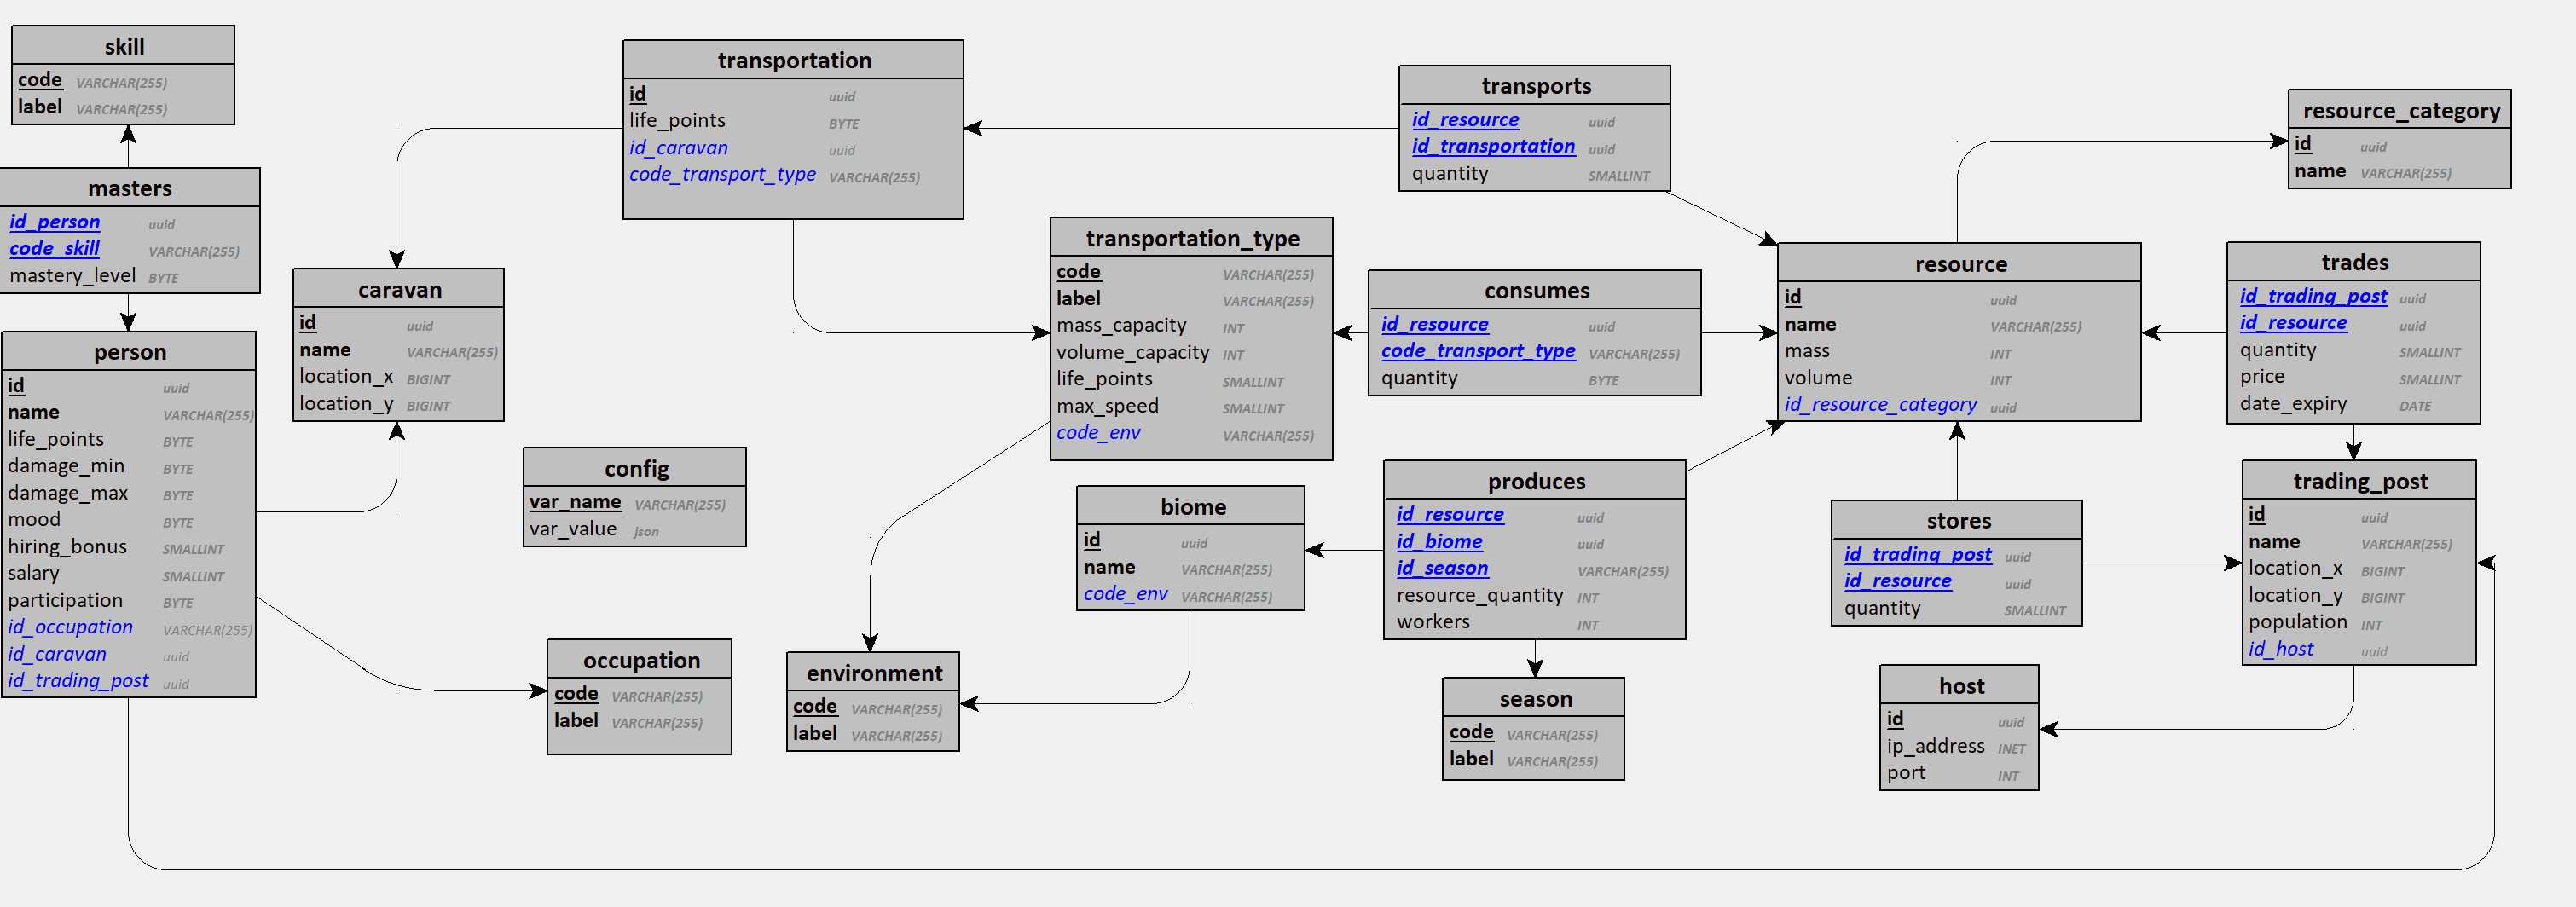 skill
code VARCHAR(255)
label VARCHAR(255)
masters
id_person uuid
code_skill VARCHAR(255)
mastery_level BYTE
person
id uuid
name VARCHAR(255)
life_points BYTE
damage_min BYTE
damage_max BYTE
mood BYTE
hiring_bonus SMALLINT
salary SMALLINT
participation BYTE
id_occupation VARCHAR(255)
id_caravan uuid
id_trading_post uuid
caravan
id uuid
name VARCHAR(255)
location_x BIGINT
location_y BIGINT
transportation
id uuid
life_points BYTE
id_caravan uuid
code_transport_type VARCHAR(255)
config
var_name VARCHAR(255)
var_value json
occupation
code VARCHAR(255)
label VARCHAR(255)
environment
code VARCHAR(255)
label VARCHAR(255)
transportation_type
code VARCHAR(255)
label VARCHAR(255)
mass_capacity INT
volume_capacity INT
life_points SMALLINT
max_speed SMALLINT
code_env VARCHAR(255)
biome
id uuid
name VARCHAR(255)
code_env VARCHAR(255)
transports
id_resource uuid
id_transportation uuid
quantity SMALLINT
consumes
id_resource uuid
code_transport_type VARCHAR(255)
quantity BYTE
produces
id_resource uuid
id_biome uuid
id_season VARCHAR(255)
resource_quantity INT
workers INT
season
code VARCHAR(255)
label VARCHAR(255)
resource
id uuid
name VARCHAR(255)
mass INT
volume INT
id_resource_category uuid
stores
id_trading_post uuid
id_resource uuid
quantity SMALLINT
host
id uuid
ip_address INET
port INT
resource_category
id uuid
name VARCHAR(255)
trades
id_trading_post uuid
id_resource uuid
quantity SMALLINT
price SMALLINT
date_expiry DATE
trading_post
id uuid
name VARCHAR(255)
location_x BIGINT
location_y BIGINT
population INT
id_host uuid